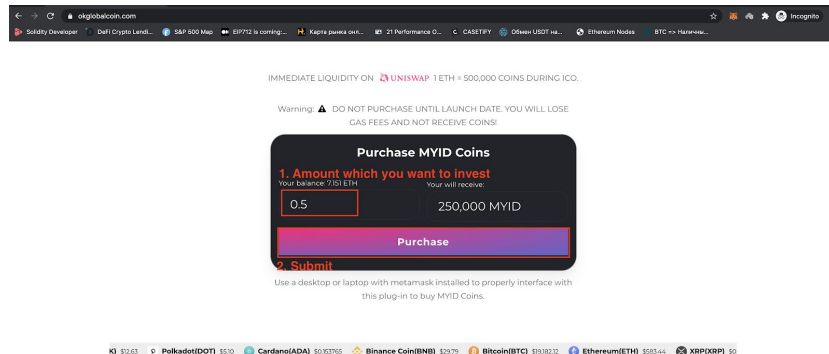 okglobalcoin.com
Incognito
Solidity Developer DeFi Crypto Lendi... S&P 500 Map EIP712 is coming:... Карта рынка онл... 21 Performance O... CASETiFY Обмен USDT на... Ethereum Nodes BTC => Наличны...
IMMEDIATE LIQUIDITY ON UNISWAP 1 ETH = 500,000 COINS DURING ICO.
Warning: DO NOT PURCHASE UNTIL LAUNCH DATE. YOU WILL LOSE
GAS FEES AND NOT RECEIVE COINS!
Purchase MYID Coins
1. Amount which you want to invest
Your balance: 7.151 ETH Your will receive:
0.5 250,000 MYID
Purchase
2. Submit
Use a desktop or laptop with metamask installed to properly interface with
this plug-in to buy MYID Coins.
K) $12.63 Polkadot(DOT) $5.10 Cardano(ADA) $0.153765 Binance Coin(BNB) $29.79 Bitcoin(BTC) $19,182.12 Ethereum(ETH) $583.44 XRP(XRP) $0